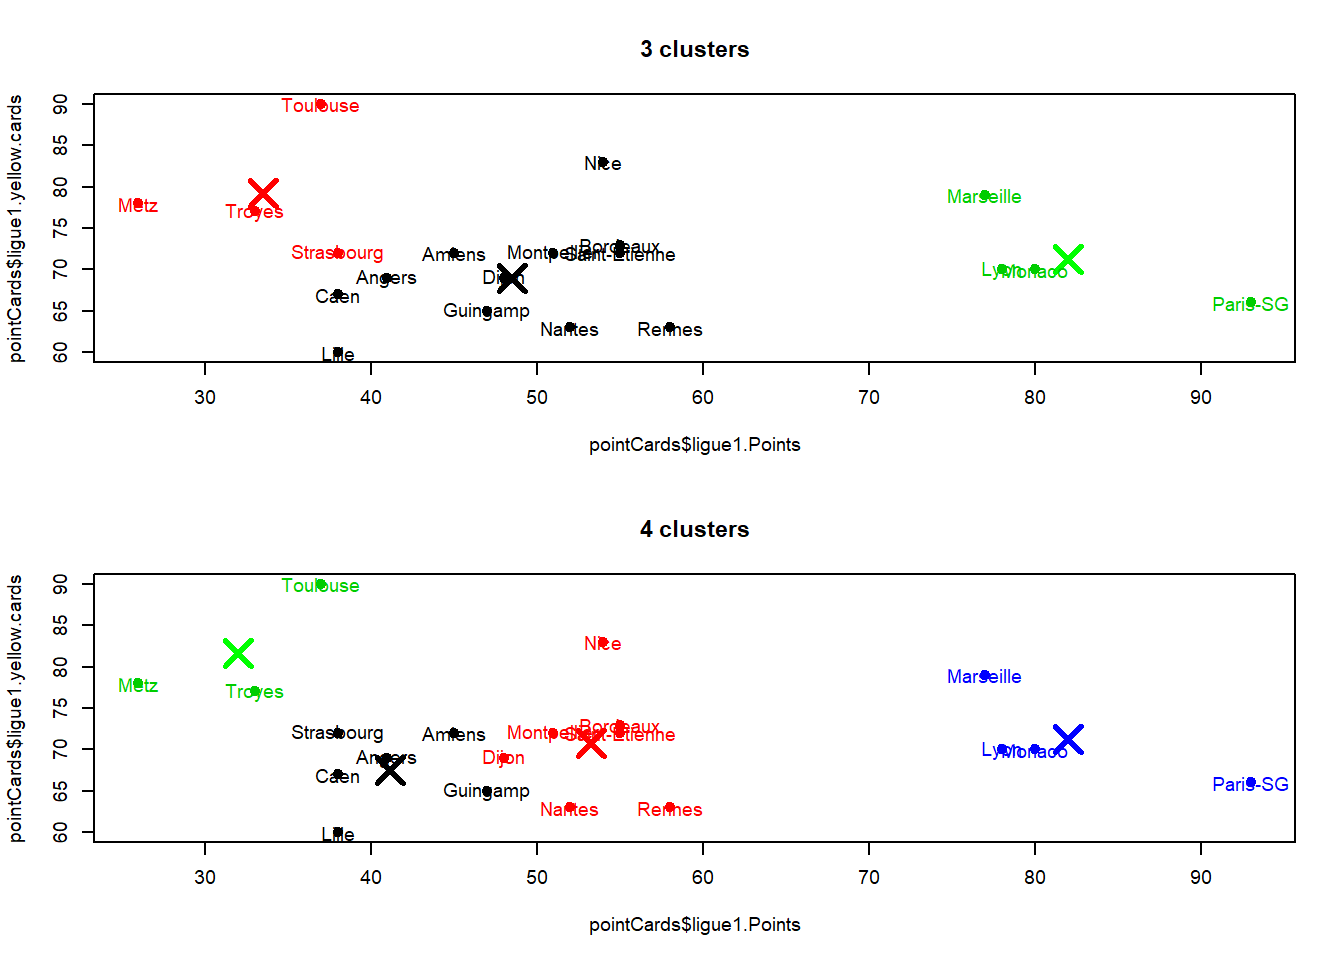 3 clusters
pointCards$ligue1.yellow.cards
90
85
80
75
70
65
60
Toulouse
Nice
Metz
Troyes
Marseille
Strasbourg
Amiens
Montpellier
Bordeaux
Saint-Etienne
Angers
Dijon
Lyon
Monaco
Caen
Guingamp
Paris-SG
Nantes
Rennes
Lille
30 40 50 60 70 80 90
pointCards$ligue1.Points
4 clusters
pointCards$ligue1.yellow.cards
90
85
80
75
70
65
60
Toulouse
Nice
Metz
Troyes
Marseille
Strasbourg
Amiens
Montpellier
Bordeaux
Saint-Etienne
Angers
Dijon
Lyon
Monaco
Caen
Guingamp
Paris-SG
Nantes
Rennes
Lille
30 40 50 60 70 80 90
pointCards$ligue1.Points